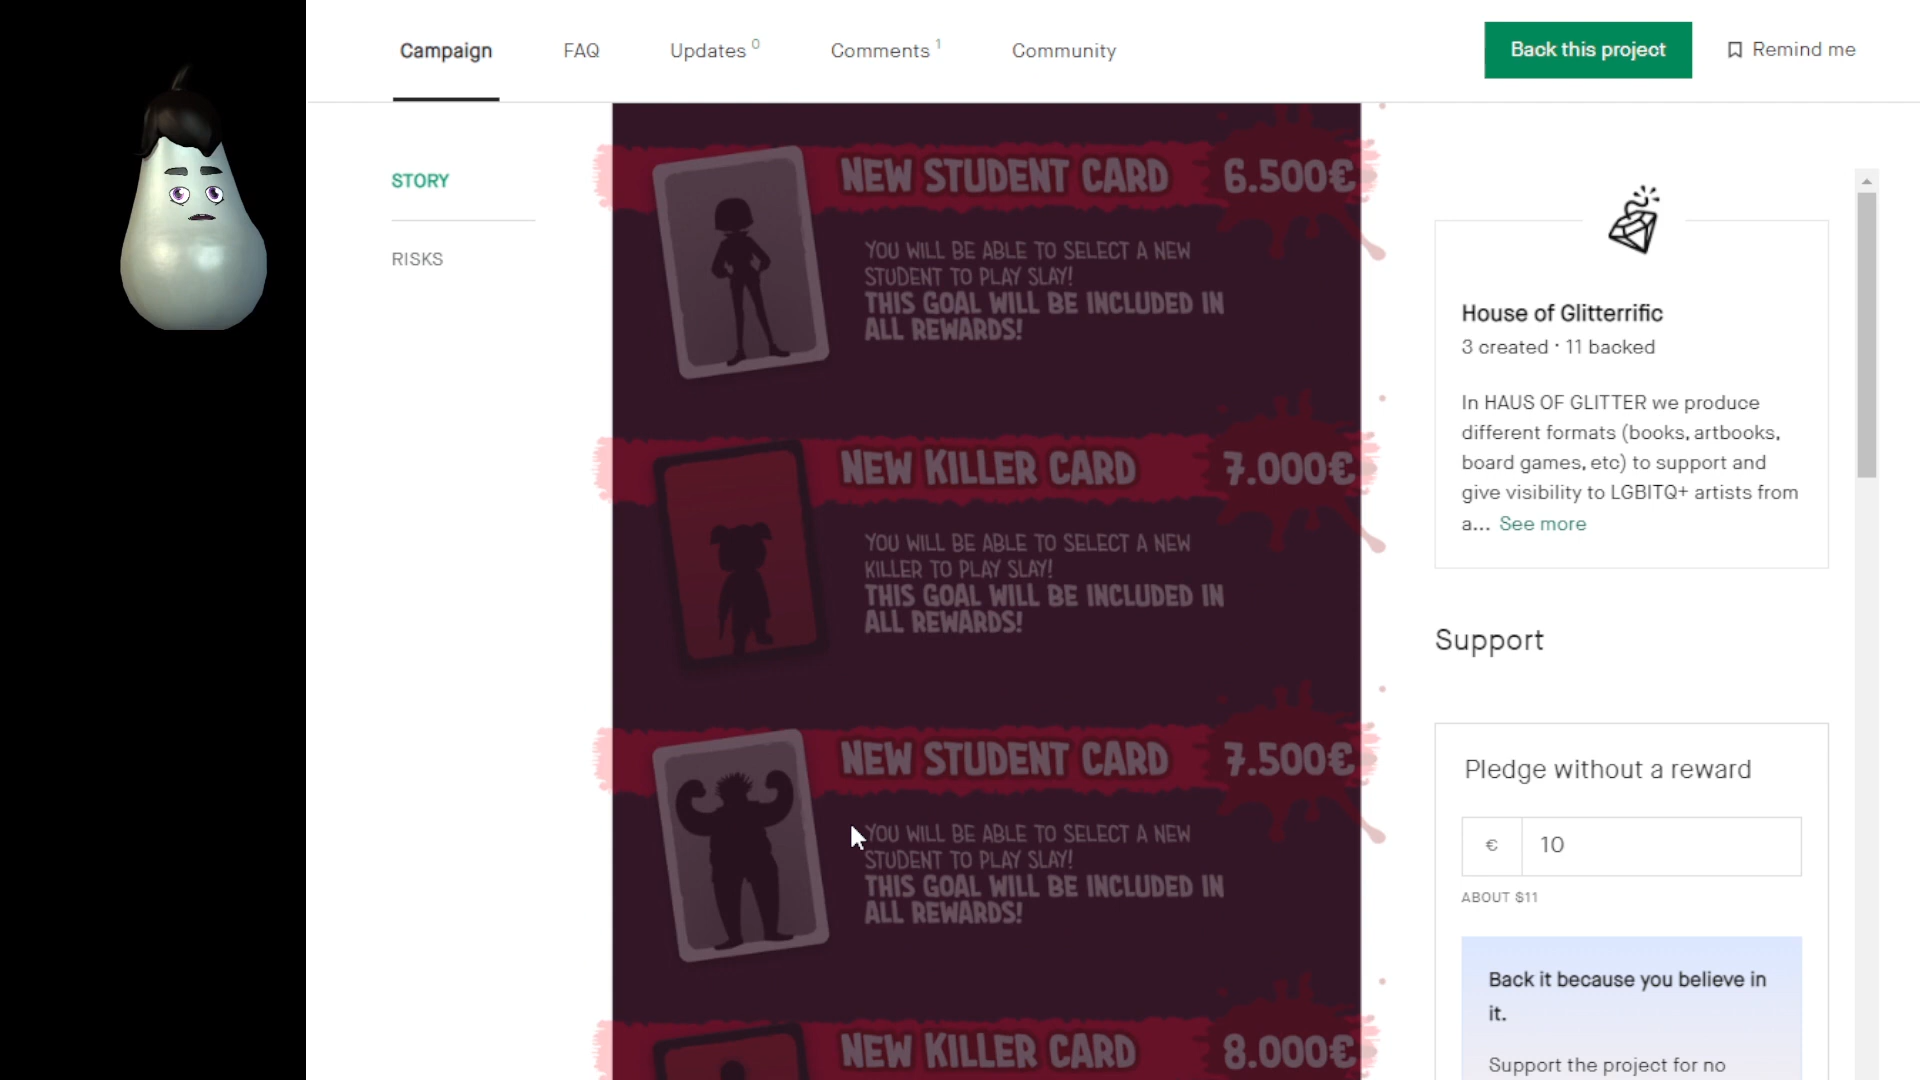 Campaign
FAQ
Updates 0
Comments 1
Community
Back this project
Remind me
STORY
RISKS
NEW STUDENT CARD
6.500€
YOU WILL BE ABLE TO SELECT A NEW
STUDENT TO PLAY SLAY!
THIS GOAL WILL BE INCLUDED IN
ALL REWARDS!
NEW KILLER CARD
7.000€
YOU WILL BE ABLE TO SELECT A NEW
KILLER TO PLAY SLAY!
THIS GOAL WILL BE INCLUDED IN
ALL REWARDS!
NEW STUDENT CARD
7.500€
YOU WILL BE ABLE TO SELECT A NEW
STUDENT TO PLAY SLAY!
THIS GOAL WILL BE INCLUDED IN
ALL REWARDS!
NEW KILLER CARD
8.000€
House of Glitterrific
3 created · 11 backed
In HAUS OF GLITTER we produce
different formats (books, artbooks,
board games, etc) to support and
give visibility to LGBITQ+ artists from
a... See more
Support
Pledge without a reward
€ 10
ABOUT $11
Back it because you believe in
it.
Support the project for no